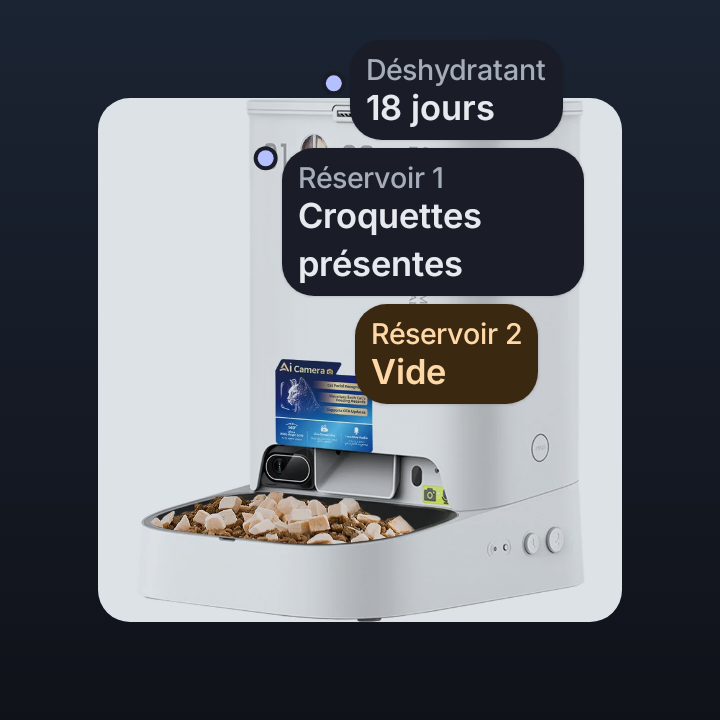 Déshydratant
18 jours
Réservoir 1
Croquettes
présentes
Réservoir 2
Vide
Ai Camera